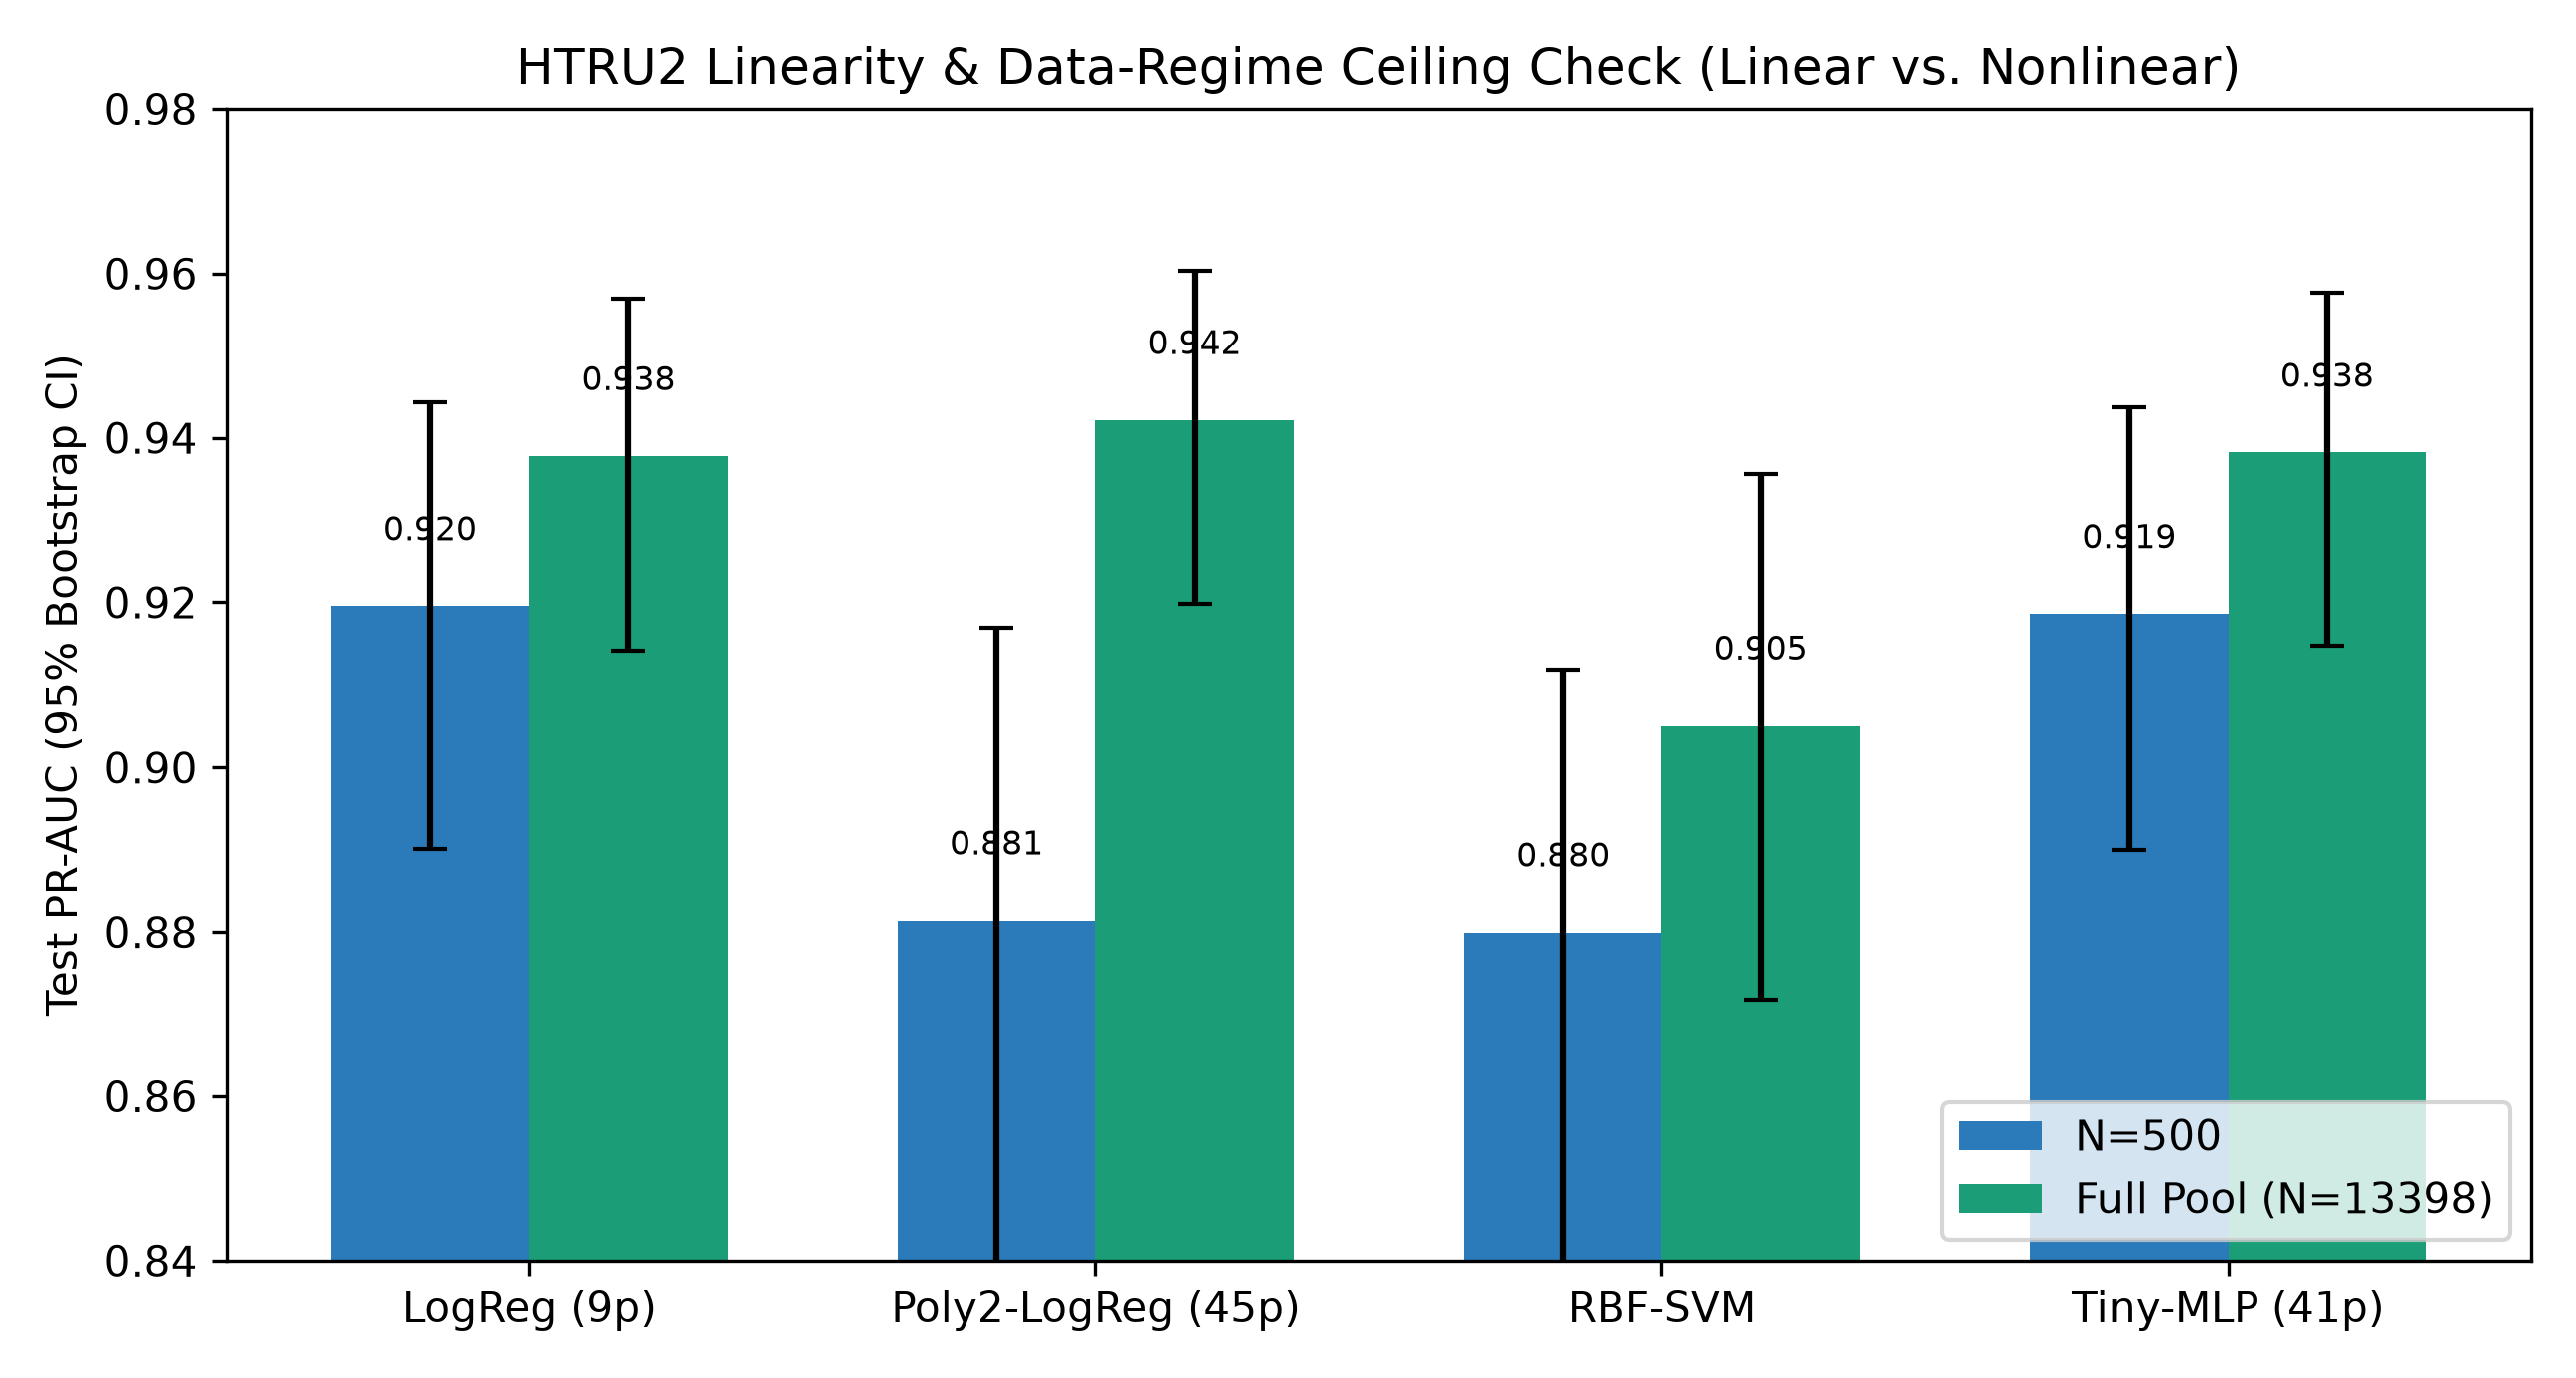 HTRU2 Linearity & Data-Regime Ceiling Check (Linear vs. Nonlinear)
Test PR-AUC (95% Bootstrap CI)
0.98
0.96
0.94
0.92
0.90
0.88
0.86
0.84
0.920
0.938
0.881
0.942
0.880
0.905
0.919
0.938
N=500
Full Pool (N=13398)
LogReg (9p)
Poly2-LogReg (45p)
RBF-SVM
Tiny-MLP (41p)